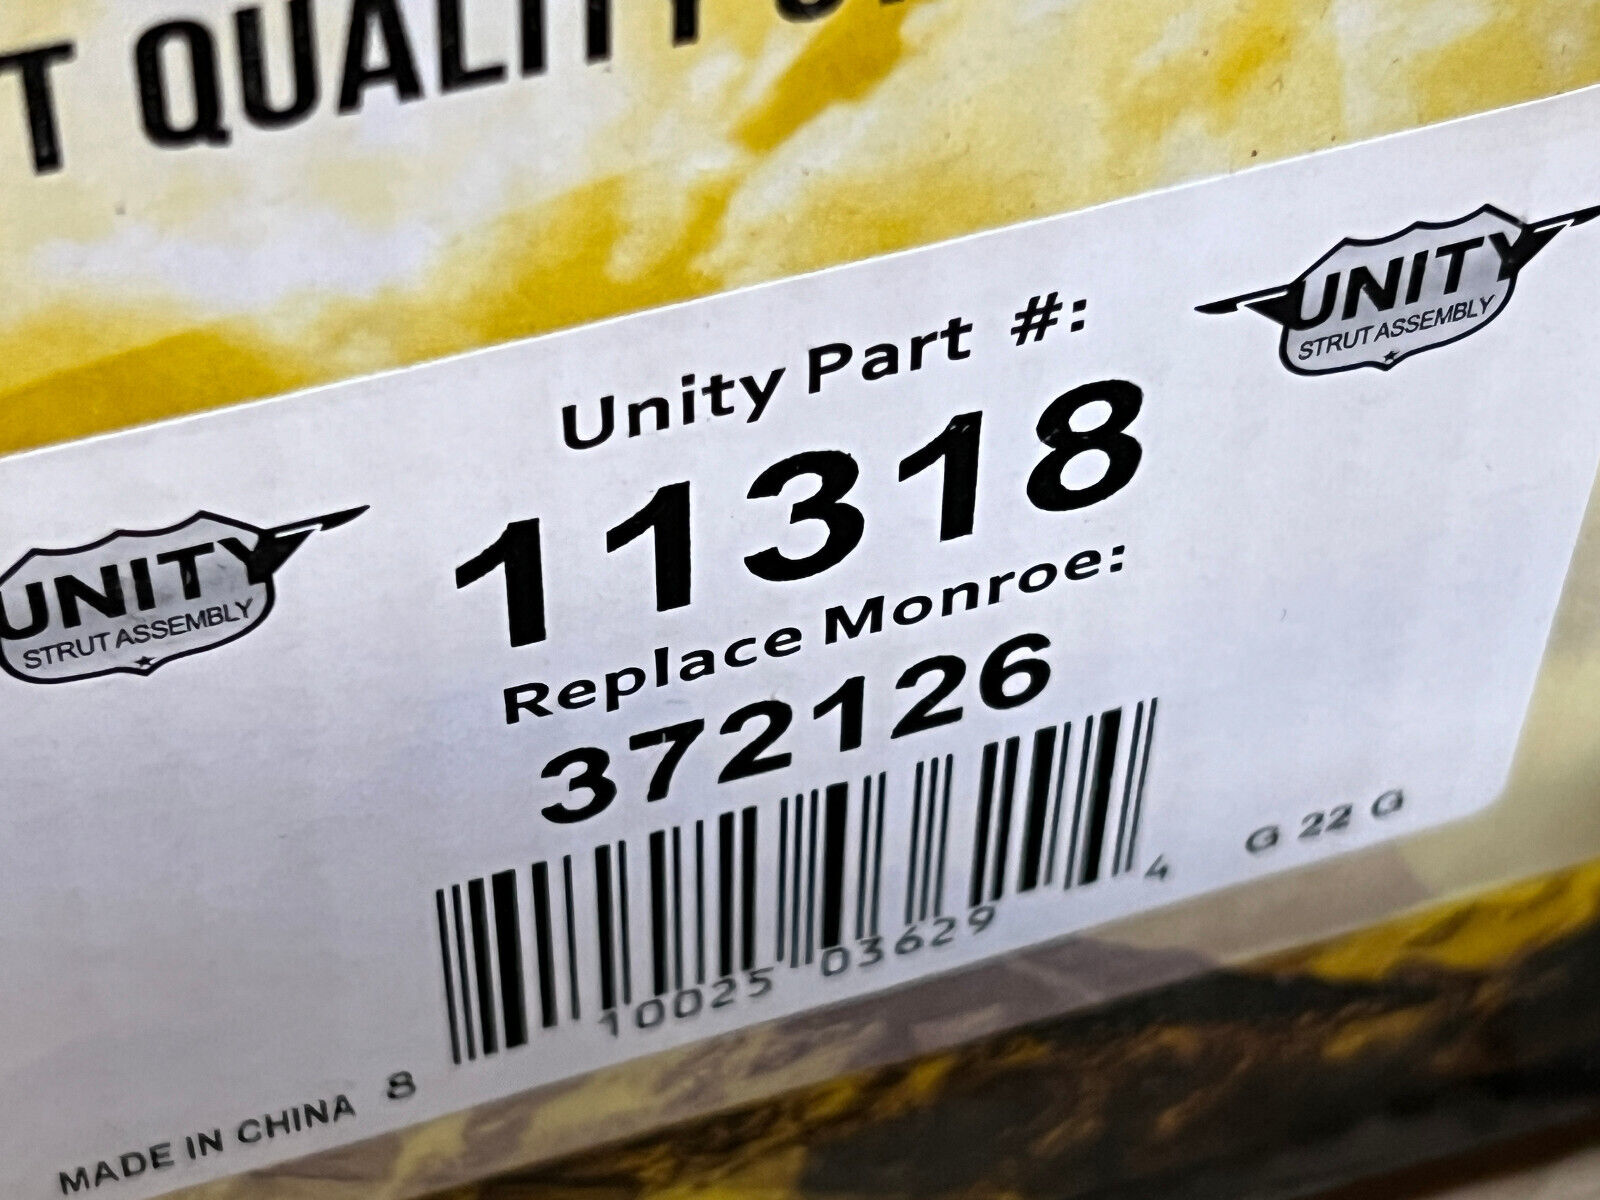 T QUALITY
UNITY
STRUT ASSEMBLY
Unity Part #:
11318
Replace Monroe:
372126
UNITY
STRUT ASSEMBLY
8 10025 03629 4
G 22 G
MADE IN CHINA